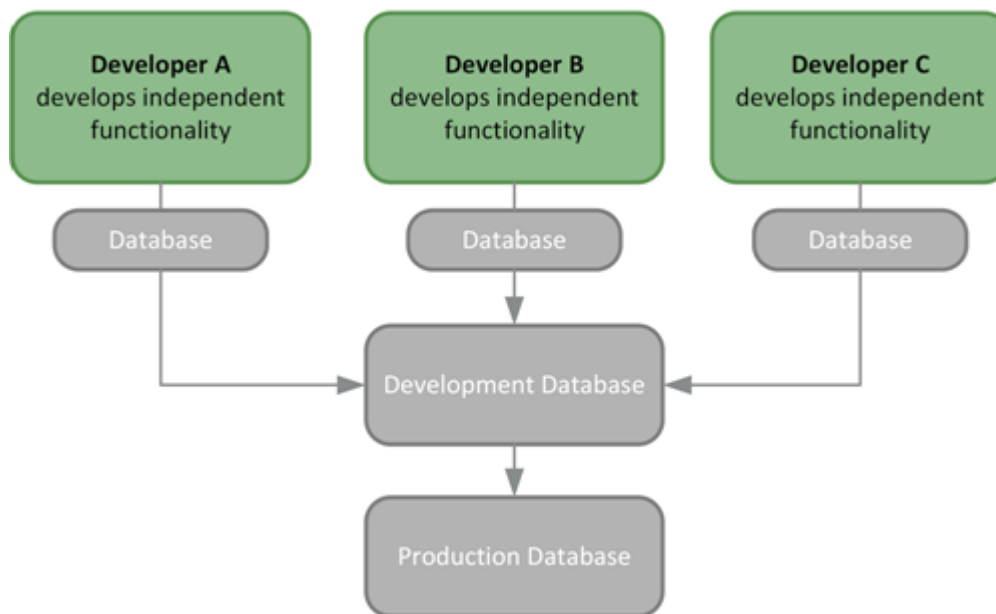 Developer A
develops independent
functionality
Developer B
develops independent
functionality
Developer C
develops independent
functionality
Database
Database
Database
Development Database
Production Database